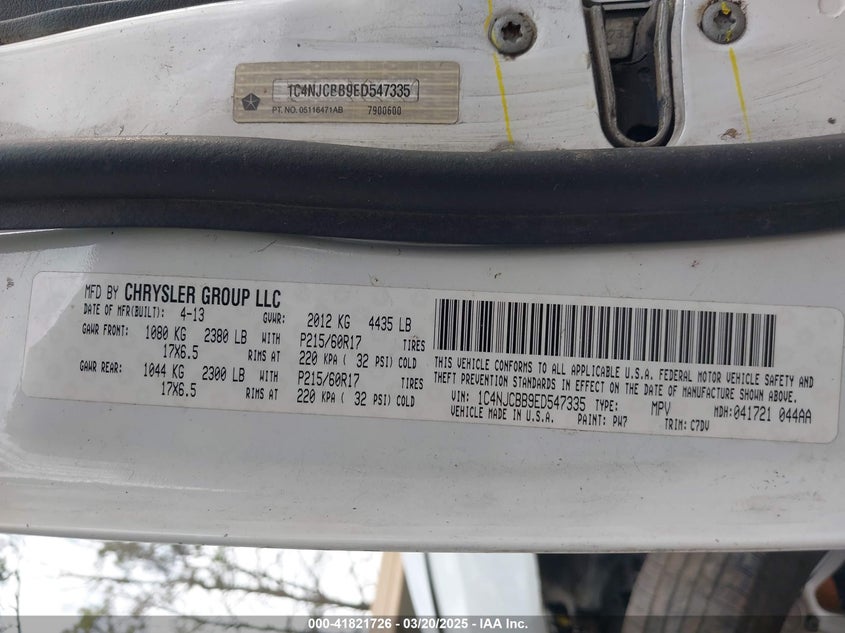 1C4NJCBB9ED547335
PT. NO. 05116471AB 7900600
MFD BY CHRYSLER GROUP LLC
DATE OF MFR(BUILT): 4-13 GVWR: 2012 KG 4435 LB
GAWR FRONT: 1080 KG 2380 LB WITH P215/60R17 TIRES
17X6.5 RIMS AT 220 KPA ( 32 PSI) COLD
GAWR REAR: 1044 KG 2300 LB WITH P215/60R17 TIRES
17X6.5 RIMS AT 220 KPA ( 32 PSI) COLD
THIS VEHICLE CONFORMS TO ALL APPLICABLE U.S.A. FEDERAL MOTOR VEHICLE SAFETY AND
THEFT PREVENTION STANDARDS IN EFFECT ON THE DATE OF MANUFACTURE SHOWN ABOVE.
VIN: 1C4NJCBB9ED547335 TYPE: MPV MDH: 041721 044AA
VEHICLE MADE IN U.S.A. PAINT: PW7 TRIM: C7DV
000-41821726 — 03/20/2025 — IAA Inc.